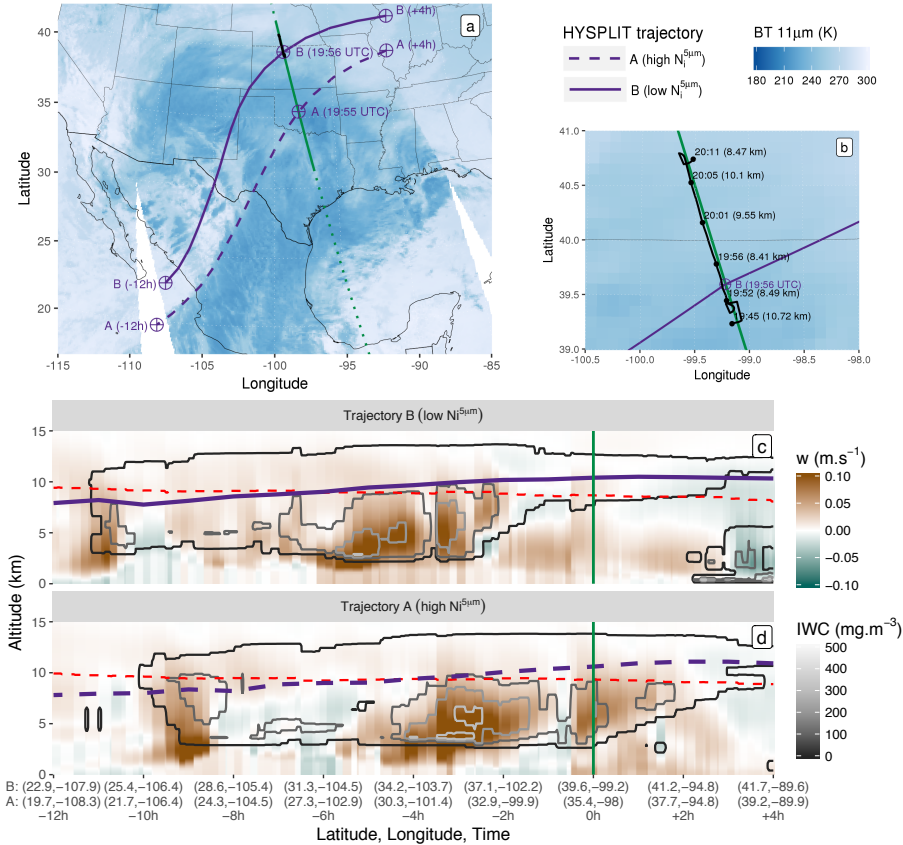 a
B (+4h)
A (+4h)
B (19:56 UTC)
A (19:55 UTC)
B (-12h)
A (-12h)
40
35
30
25
20
Latitude
-115
-110
-105
-100
-95
-90
-85
Longitude
HYSPLIT trajectory
A (high Ni^5µm)
B (low Ni^5µm)
BT 11µm (K)
180 210 240 270 300
b
41.0
40.5
40.0
39.5
39.0
Latitude
20:11 (8.47 km)
20:05 (10.1 km)
20:01 (9.55 km)
19:56 (8.41 km)
B (19:56 UTC)
19:52 (8.49 km)
19:45 (10.72 km)
-100.5 -100.0 -99.5 -99.0 -98.5 -98.0
Longitude
Trajectory B (low Ni^5µm)
c
15
10
5
0
Trajectory A (high Ni^5µm)
d
15
10
5
0
Altitude (km)
w (m.s⁻¹)
0.10
0.05
0.00
−0.05
−0.10
IWC (mg.m⁻³)
500
400
300
200
100
0
B: (22.9,−107.9) (25.4,−106.4) (28.6,−105.4) (31.3,−104.5) (34.2,−103.7) (37.1,−102.2) (39.6,−99.2) (41.2,−94.8) (41.7,−89.6)
A: (19.7,−108.3) (21.7,−106.4) (24.3,−104.5) (27.3,−102.9) (30.3,−101.4) (32.9,−99.9) (35.4,−98) (37.7,−94.8) (39.2,−89.9)
−12h −10h −8h −6h −4h −2h 0h +2h +4h
Latitude, Longitude, Time